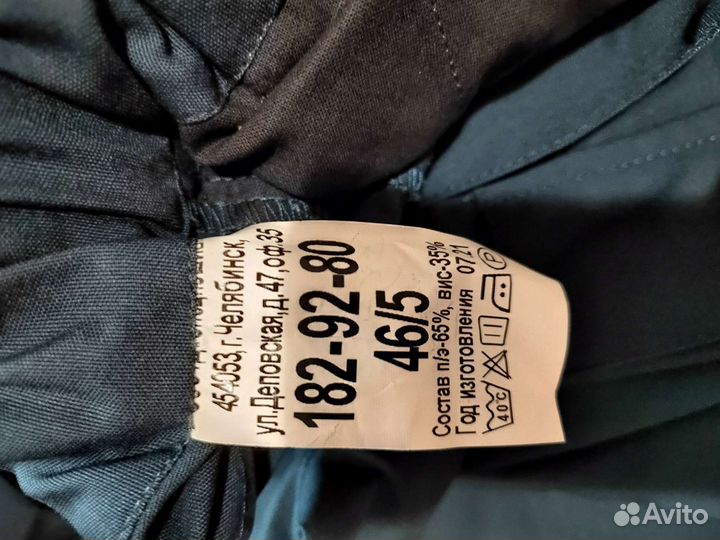 454053, г. Челябинск,
ул.Деповская,д.47,оф.35
182-92-80
46/5
Состав п/э-65%, вис-35%
Год изготовления 07 21
40°C
P
Avito